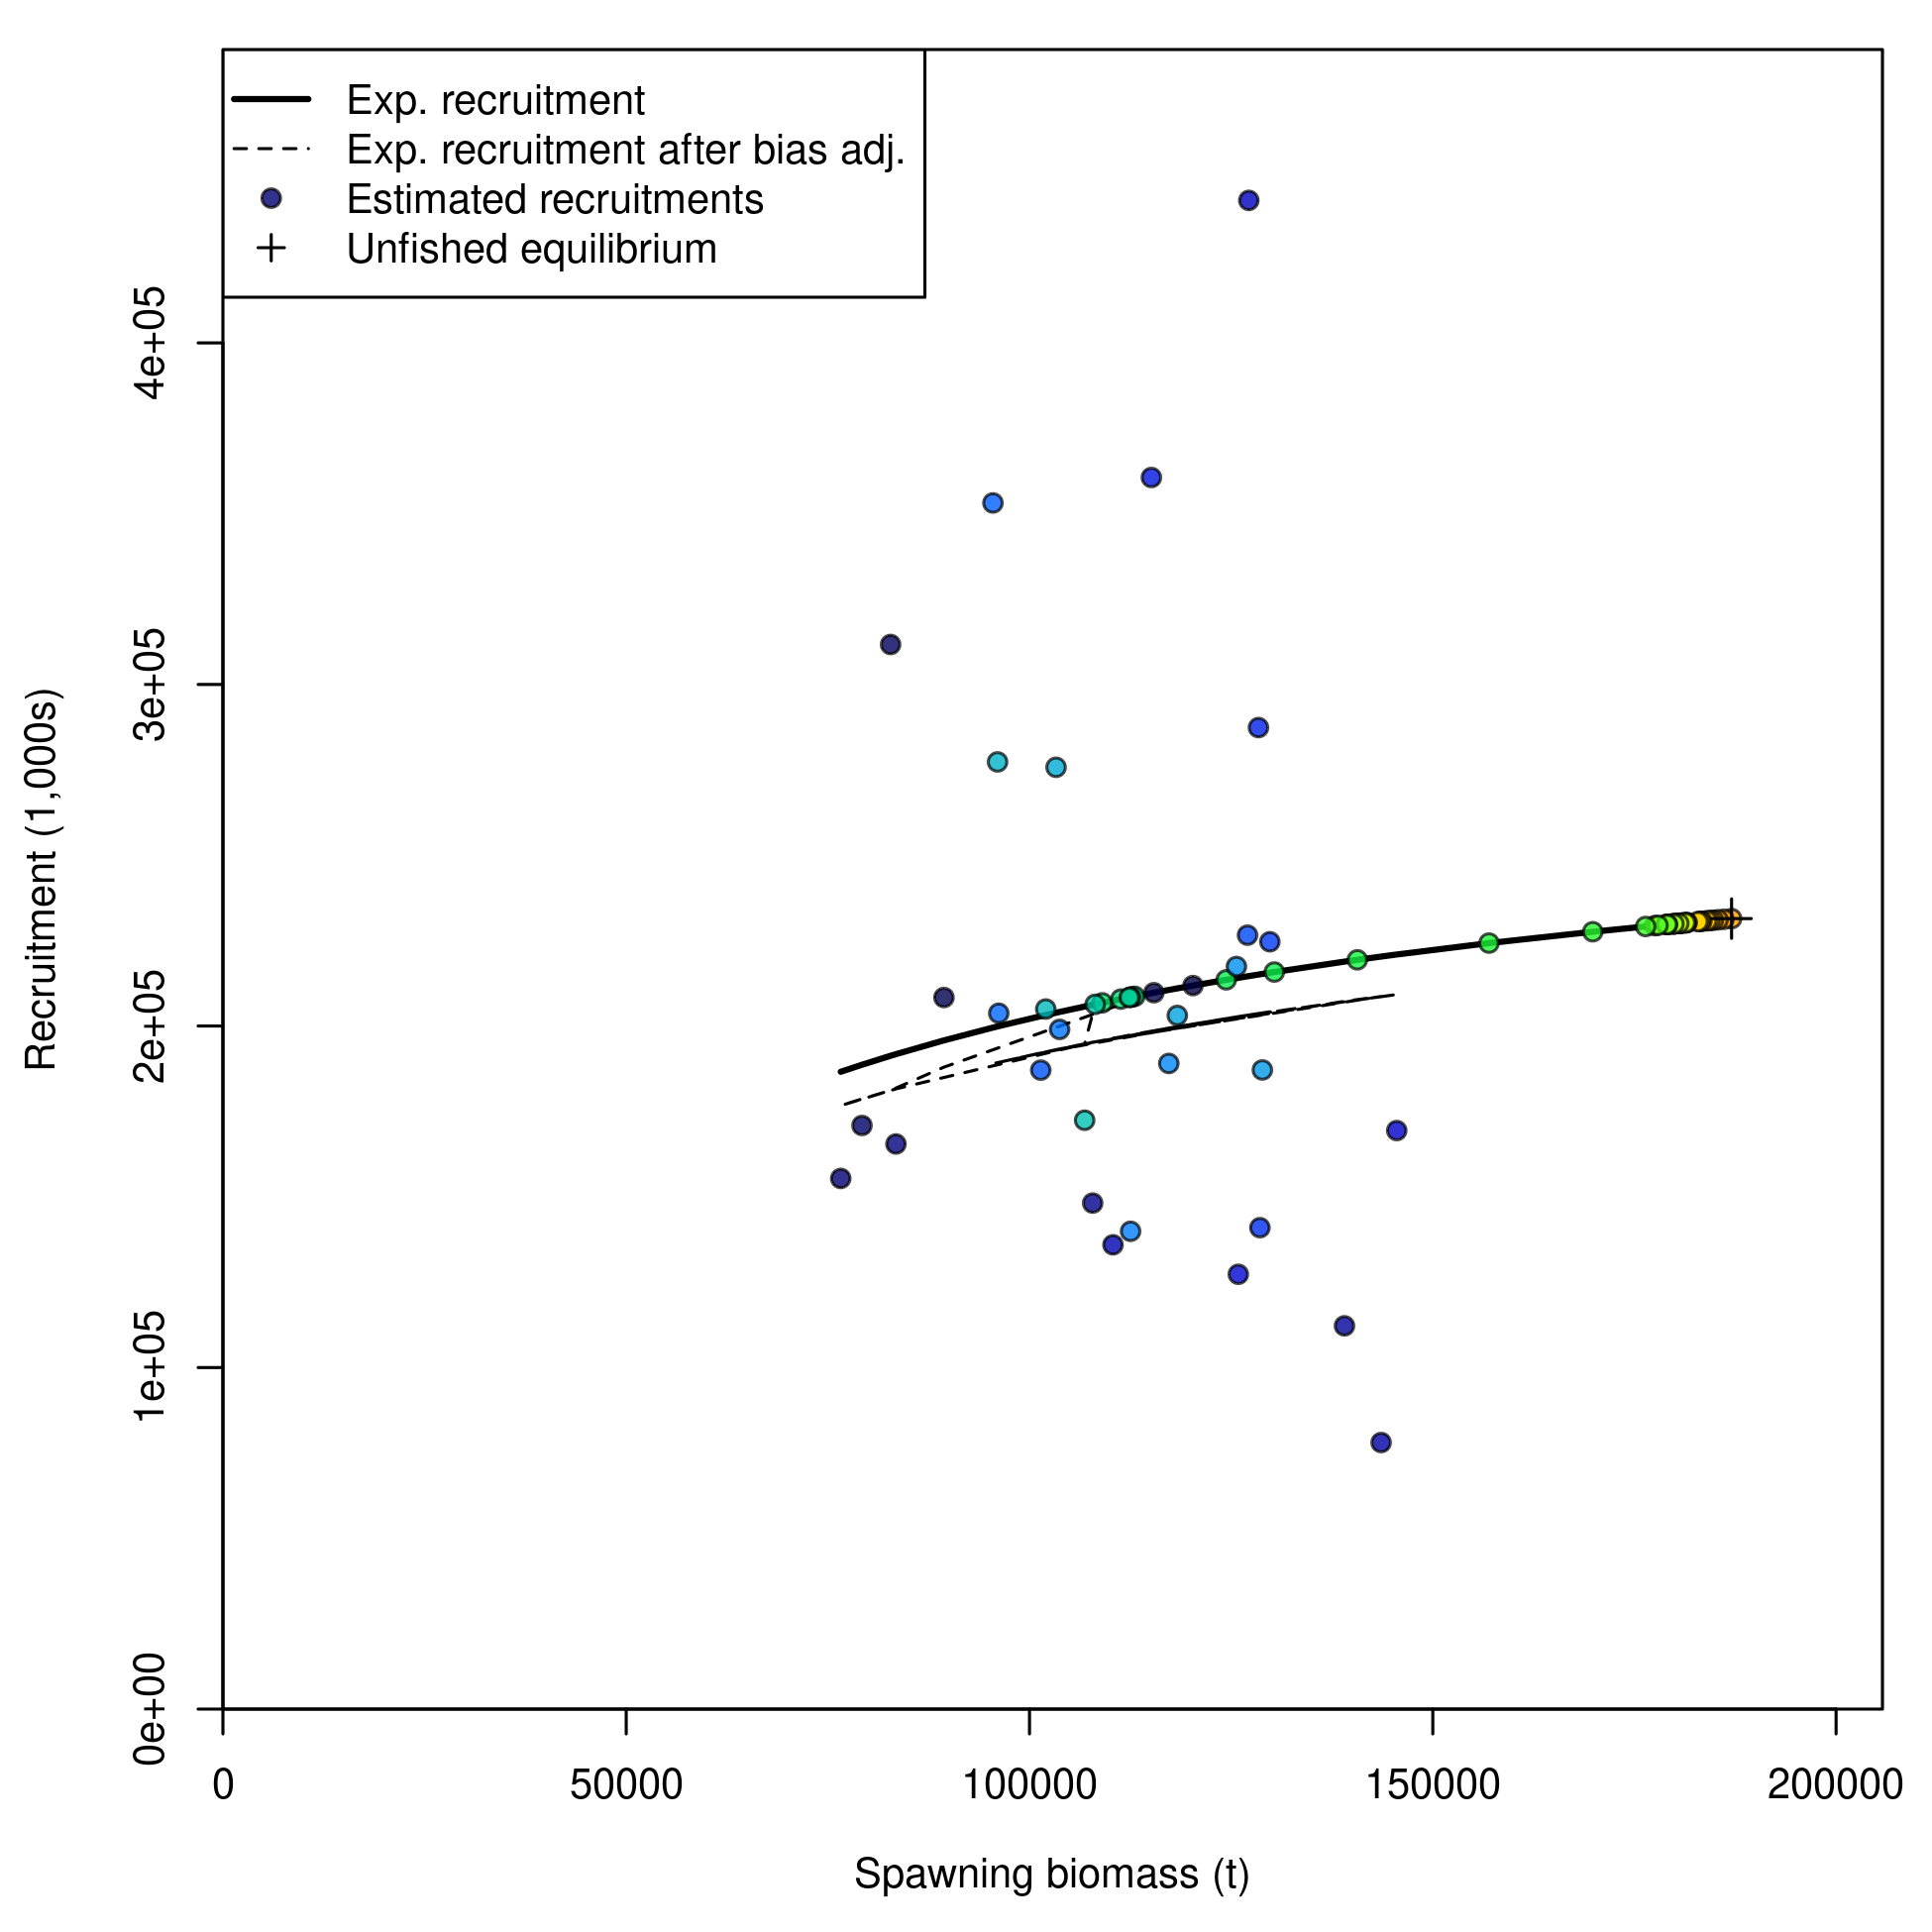 Exp. recruitment
Exp. recruitment after bias adj.
Estimated recruitments
Unfished equilibrium
4e+05
3e+05
2e+05
1e+05
0e+00
Recruitment (1,000s)
0 50000 100000 150000 200000
Spawning biomass (t)